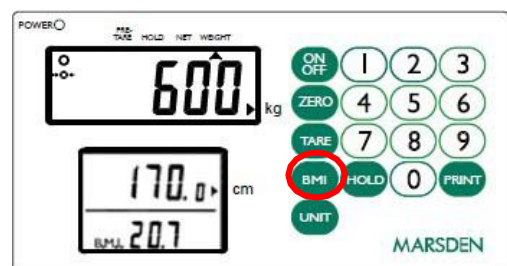 POWER
PRE-TARE HOLD NET WEIGHT
600 kg
170.0 cm
B.M.I. 20.7
ON OFF 1 2 3
ZERO 4 5 6
TARE 7 8 9
BMI HOLD 0 PRINT
UNIT
MARSDEN